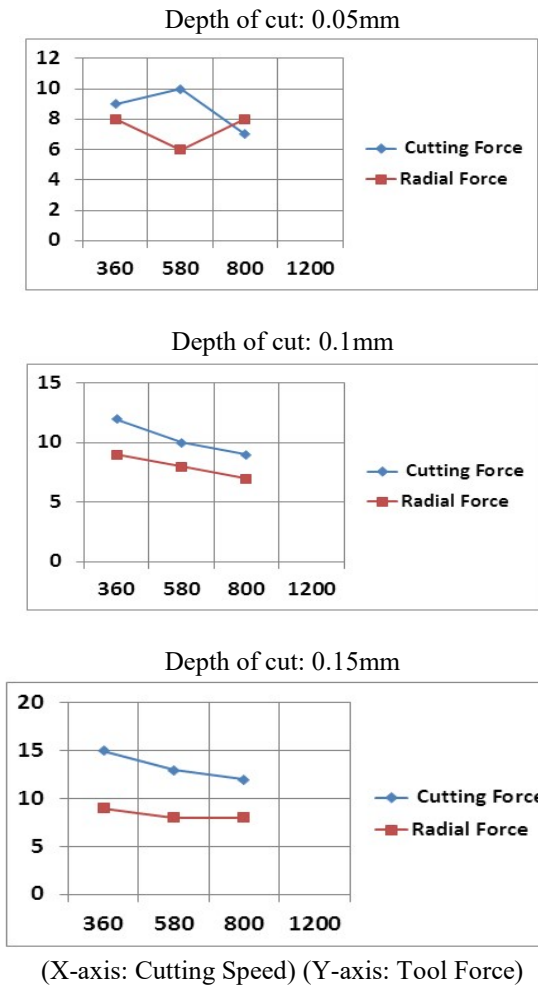 Depth of cut: 0.05mm
12
10
8
6
4
2
0
360 580 800 1200
Cutting Force
Radial Force
Depth of cut: 0.1mm
15
10
5
0
360 580 800 1200
Cutting Force
Radial Force
Depth of cut: 0.15mm
20
15
10
5
0
360 580 800 1200
Cutting Force
Radial Force
(X-axis: Cutting Speed) (Y-axis: Tool Force)